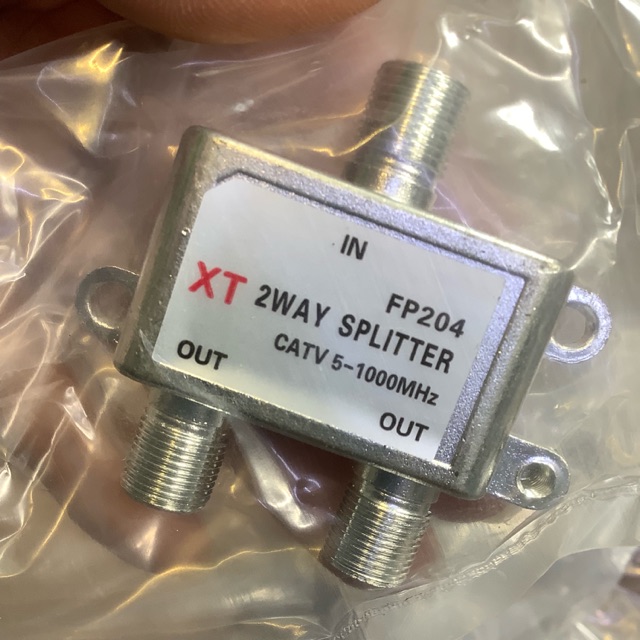 IN
FP204
XT 2WAY SPLITTER
CATV 5-1000MHz
OUT
OUT